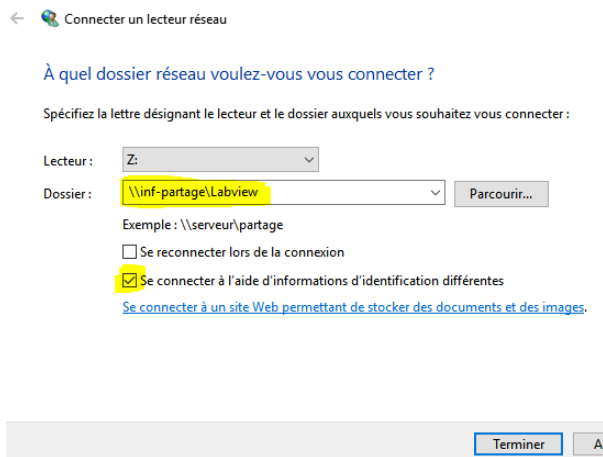 Connecter un lecteur réseau
À quel dossier réseau voulez-vous vous connecter ?
Spécifiez la lettre désignant le lecteur et le dossier auxquels vous souhaitez vous connecter :
Lecteur : Z:
Dossier : \\inf-partage\Labview Parcourir...
Exemple : \\serveur\partage
Se reconnecter lors de la connexion
Se connecter à l'aide d'informations d'identification différentes
Se connecter à un site Web permettant de stocker des documents et des images.
Terminer A